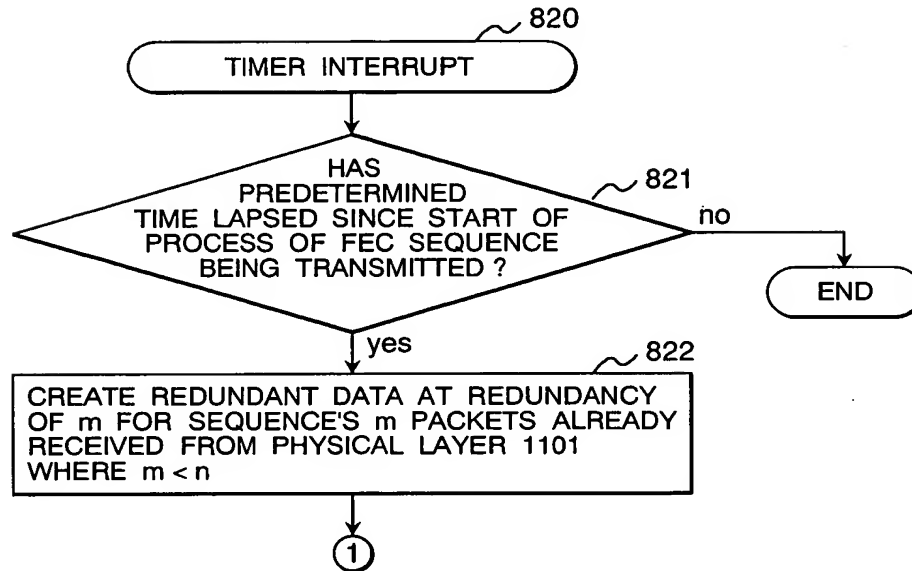 820
TIMER INTERRUPT
HAS
PREDETERMINED
TIME LAPSED SINCE START OF
PROCESS OF FEC SEQUENCE
BEING TRANSMITTED ?
821
no
END
yes
822
CREATE REDUNDANT DATA AT REDUNDANCY
OF m FOR SEQUENCE'S m PACKETS ALREADY
RECEIVED FROM PHYSICAL LAYER 1101
WHERE m < n
1